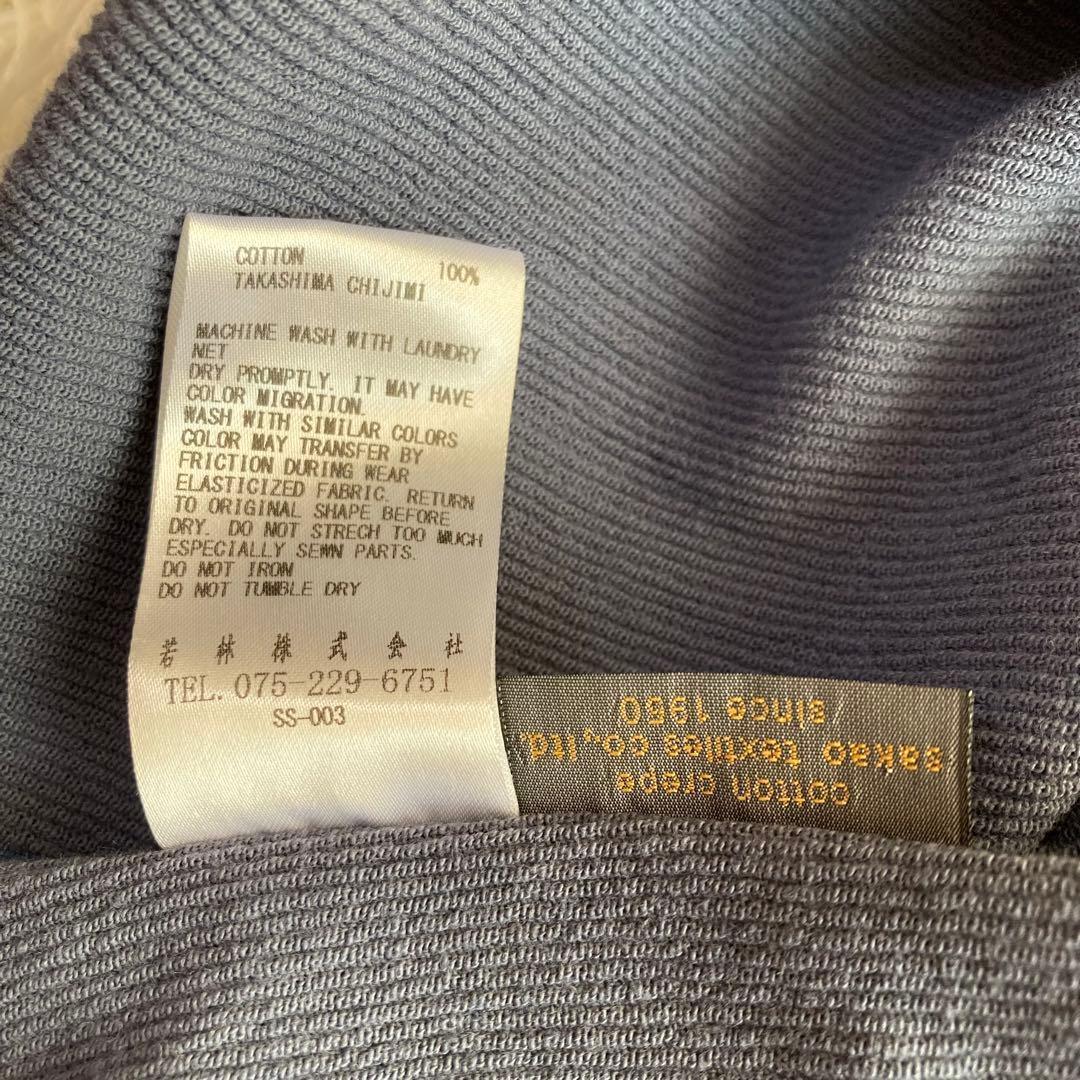 COTTON 100%
TAKASHIMA CHIJIMI
MACHINE WASH WITH LAUNDRY
NET
DRY PROMPTLY. IT MAY HAVE
COLOR MIGRATION.
WASH WITH SIMILAR COLORS
COLOR MAY TRANSFER BY
FRICTION DURING WEAR
ELASTICIZED FABRIC. RETURN
TO ORIGINAL SHAPE BEFORE
DRY. DO NOT STRECH TOO MUCH
ESPECIALLY SEWN PARTS.
DO NOT IRON
DO NOT TUMBLE DRY
若林株式会社
TEL. 075-229-6751
SS-003
cotton crepe
sakao textiles co.,ltd.
since 1950